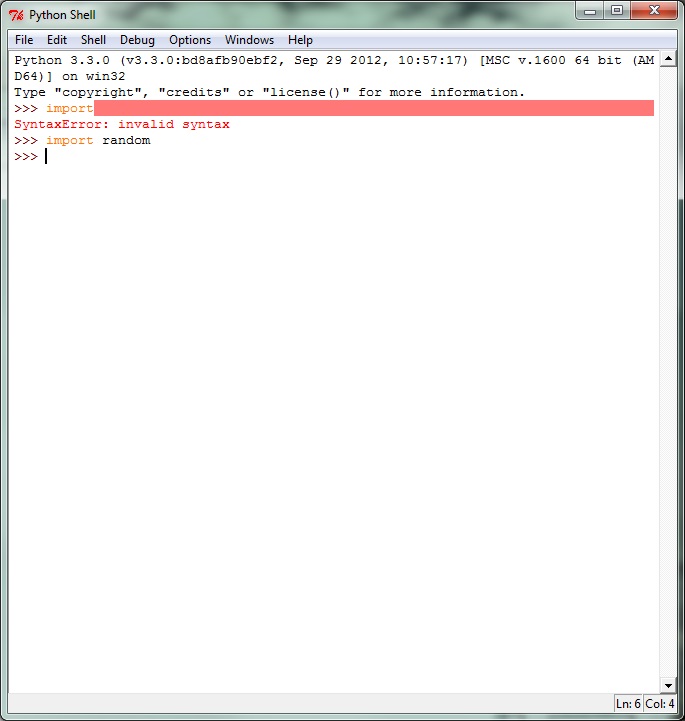 Python Shell
File Edit Shell Debug Options Windows Help
Python 3.3.0 (v3.3.0:bd8afb90ebf2, Sep 29 2012, 10:57:17) [MSC v.1600 64 bit (AM
D64)] on win32
Type "copyright", "credits" or "license()" for more information.
>>> import
SyntaxError: invalid syntax
>>> import random
>>>
Ln: 6 Col: 4